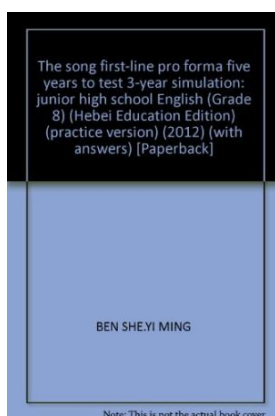 The song first-line pro forma five
years to test 3-year simulation:
junior high school English (Grade
8) (Hebei Education Edition)
(practice version) (2012) (with
answers) [Paperback]
BEN SHE.YI MING
Note: This is not the actual book cover